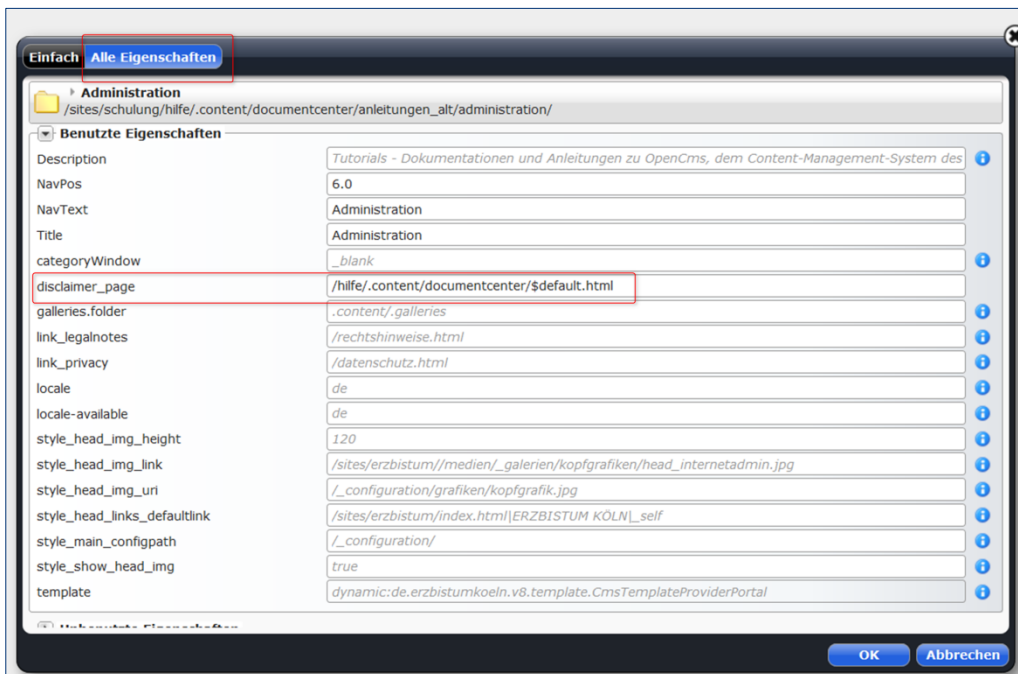 Einfach Alle Eigenschaften
Administration
/sites/schulung/hilfe/.content/documentcenter/anleitungen_alt/administration/
Benutzte Eigenschaften
Description Tutorials - Dokumentationen und Anleitungen zu OpenCms, dem Content-Management-System des
NavPos 6.0
NavText Administration
Title Administration
categoryWindow _blank
disclaimer_page /hilfe/.content/documentcenter/$default.html
galleries.folder .content/.galleries
link_legalnotes /rechtshinweise.html
link_privacy /datenschutz.html
locale de
locale-available de
style_head_img_height 120
style_head_img_link /sites/erzbistum//medien/_galerien/kopfgrafiken/head_internetadmin.jpg
style_head_img_uri /_configuration/grafiken/kopfgrafik.jpg
style_head_links_defaultlink /sites/erzbistum/index.html|ERZBISTUM KÖLN|_self
style_main_configpath /_configuration/
style_show_head_img true
template dynamic:de.erzbistumkoeln.v8.template.CmsTemplateProviderPortal
Unbenutzte Eigenschaften
OK Abbrechen